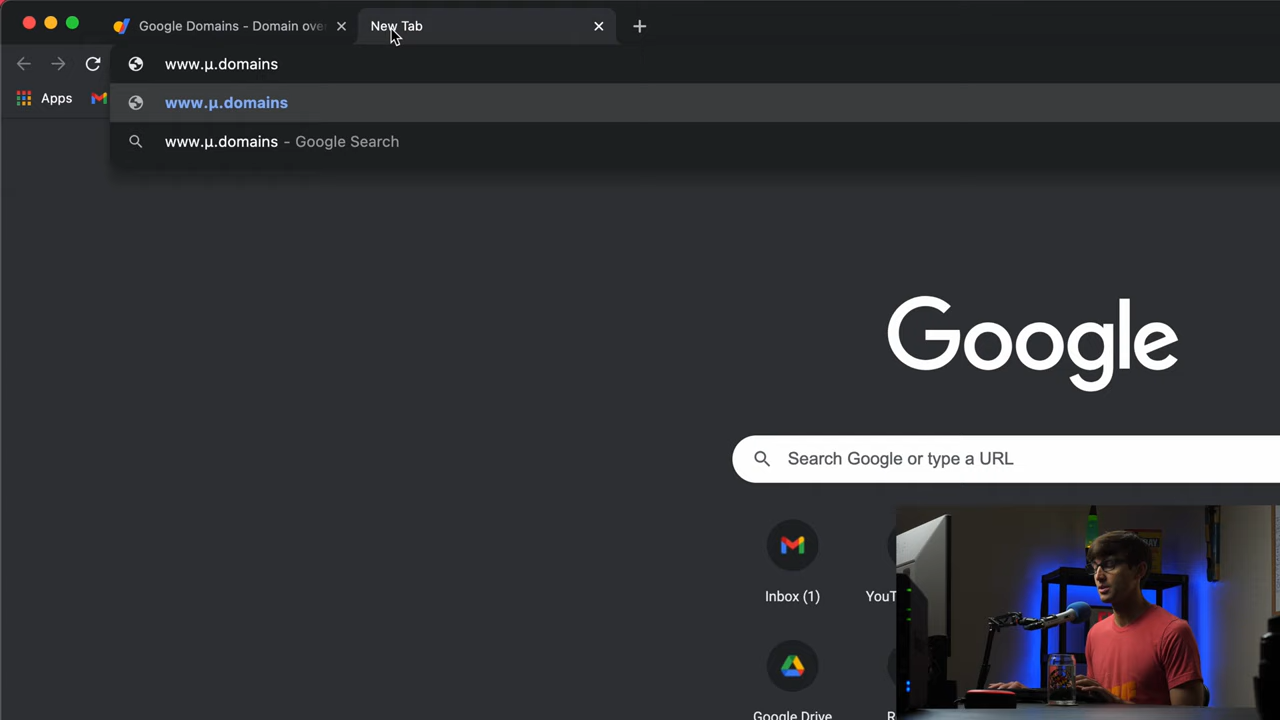 Google Domains - Domain ove
New Tab
www.µ.domains
Apps
www.µ.domains
www.µ.domains - Google Search
Google
Search Google or type a URL
Inbox (1)
YouT
Google Drive
R